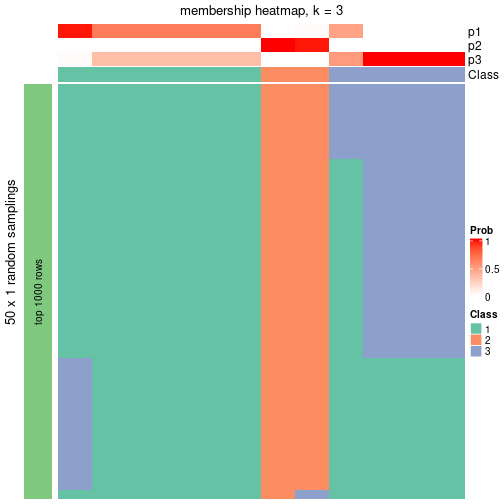 membership heatmap, k = 3
p1
p2
p3
Class
50 x 1 random samplings
top 1000 rows
Prob
1
0.5
0
Class
1
2
3